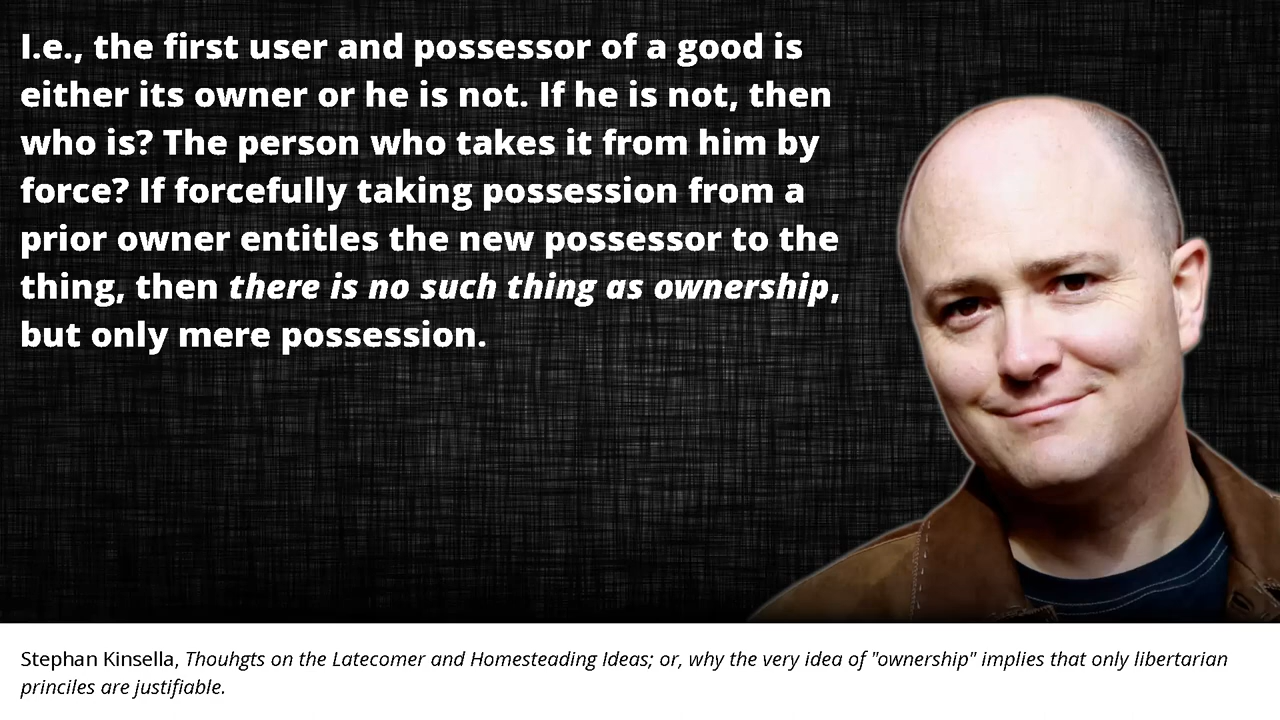 I.e., the first user and possessor of a good is
either its owner or he is not. If he is not, then
who is? The person who takes it from him by
force? If forcefully taking possession from a
prior owner entitles the new possessor to the
thing, then there is no such thing as ownership,
but only mere possession.
Stephan Kinsella, Thouhgts on the Latecomer and Homesteading Ideas; or, why the very idea of "ownership" implies that only libertarian
princiles are justifiable.